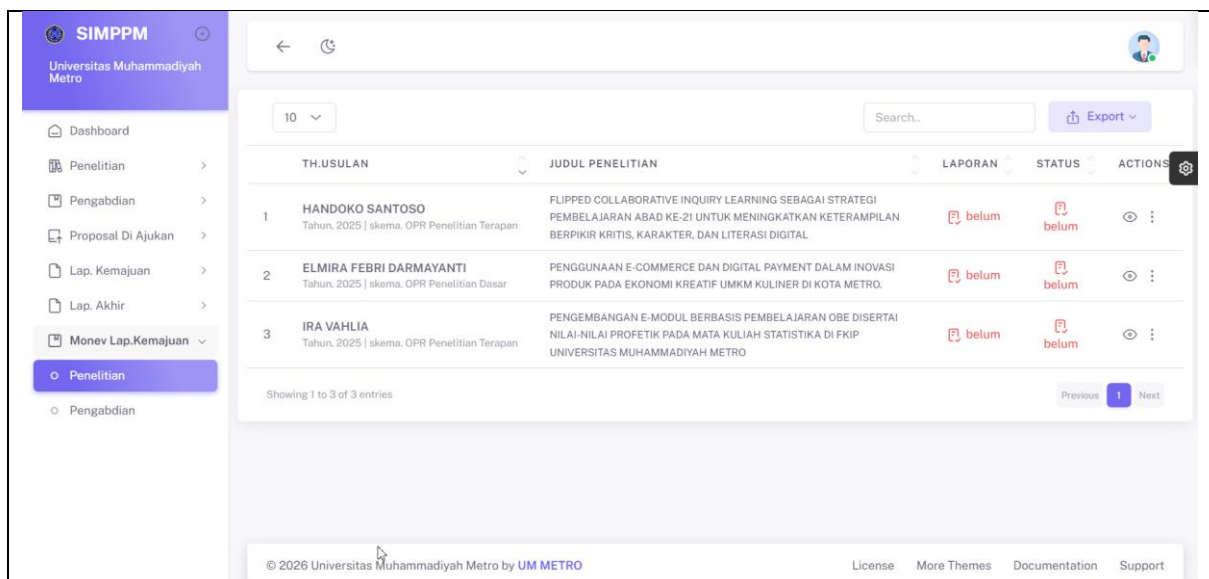 SIMPPM
Universitas Muhammadiyah
Metro
Dashboard
Penelitian
Pengabdian
Proposal Di Ajukan
Lap. Kemajuan
Lap. Akhir
Monev Lap.Kemajuan
Penelitian
Pengabdian
10
Search..
Export
TH.USULAN JUDUL PENELITIAN LAPORAN STATUS ACTIONS
1
HANDOKO SANTOSO
Tahun. 2025 | skema. OPR Penelitian Terapan
FLIPPED COLLABORATIVE INQUIRY LEARNING SEBAGAI STRATEGI
PEMBELAJARAN ABAD KE-21 UNTUK MENINGKATKAN KETERAMPILAN
BERPIKIR KRITIS, KARAKTER, DAN LITERASI DIGITAL
belum
belum
2
ELMIRA FEBRI DARMAYANTI
Tahun. 2025 | skema. OPR Penelitian Dasar
PENGGUNAAN E-COMMERCE DAN DIGITAL PAYMENT DALAM INOVASI
PRODUK PADA EKONOMI KREATIF UMKM KULINER DI KOTA METRO.
belum
belum
3
IRA VAHLIA
Tahun. 2025 | skema. OPR Penelitian Terapan
PENGEMBANGAN E-MODUL BERBASIS PEMBELAJARAN OBE DISERTAI
NILAI-NILAI PROFETIK PADA MATA KULIAH STATISTIKA DI FKIP
UNIVERSITAS MUHAMMADIYAH METRO
belum
belum
Showing 1 to 3 of 3 entries
Previous 1 Next
© 2026 Universitas Muhammadiyah Metro by UM METRO
License More Themes Documentation Support